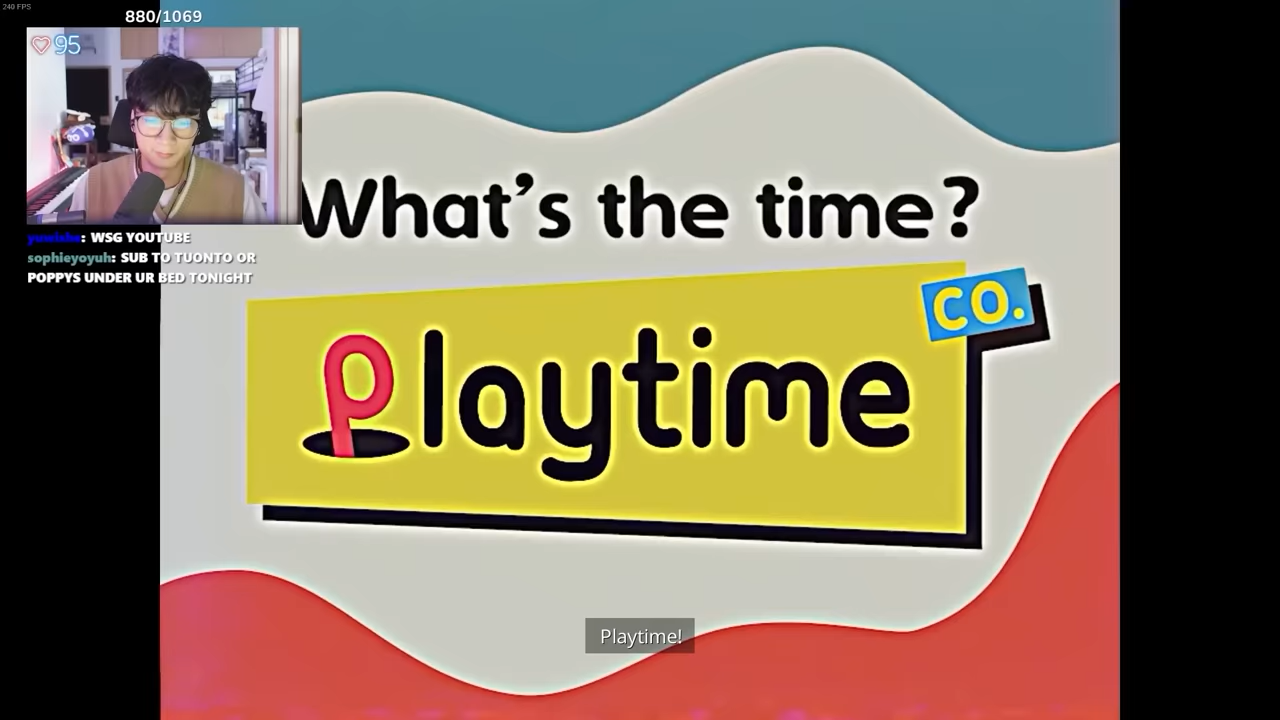 240 FPS
880/1069
95
yuwisha: WSG YOUTUBE
sophieyoyuh: SUB TO TUONTO OR
POPPYS UNDER UR BED TONIGHT
What's the time?
co.
Playtime
Playtime!